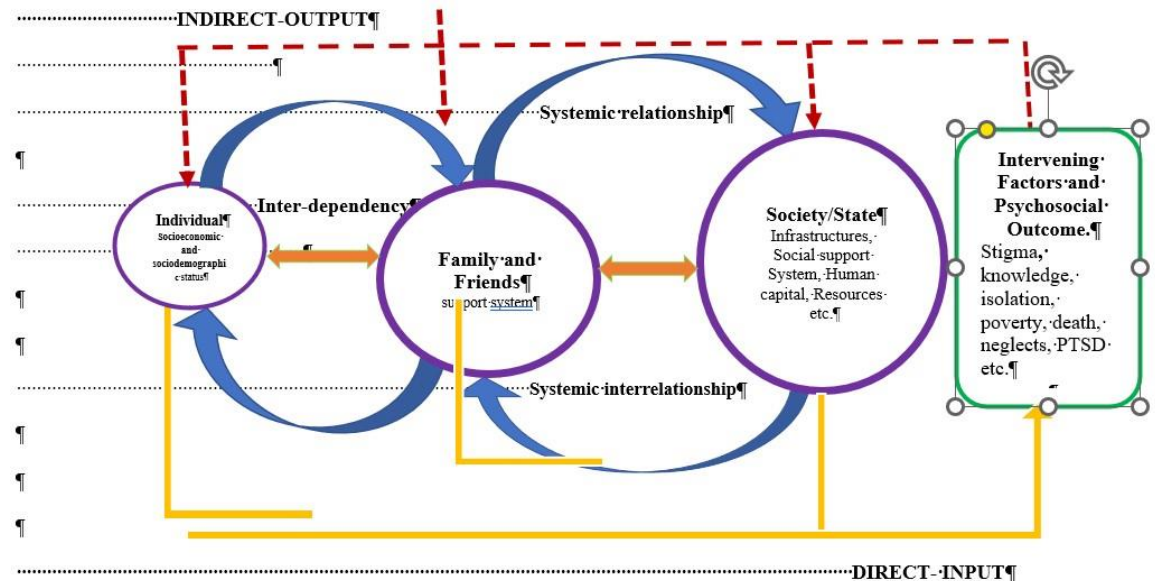 INDIRECT-OUTPUT¶
¶
Systemic·relationship¶
¶
Inter-dependency¶
¶
Individual¶
Socioeconomic·
and·
sociodemographi
c·status¶
Family·and·
Friends¶
support·system¶
Society/State¶
Infrastructures,·
Social·support·
System,·Human·
capital,·Resources·
etc.¶
Intervening·
Factors·and·
Psychosocial·
Outcome.¶
Stigma,·
knowledge,·
isolation,·
poverty,·death,·
neglects,·PTSD·
etc.¶
¶
¶
Systemic·interrelationship¶
¶
¶
¶
DIRECT-·INPUT¶